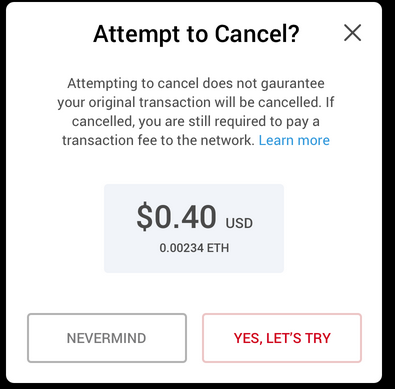 Attempt to Cancel?
Attempting to cancel does not gaurantee
your original transaction will be cancelled. If
cancelled, you are still required to pay a
transaction fee to the network. Learn more
$0.40 USD
0.00234 ETH
NEVERMIND YES, LET’S TRY